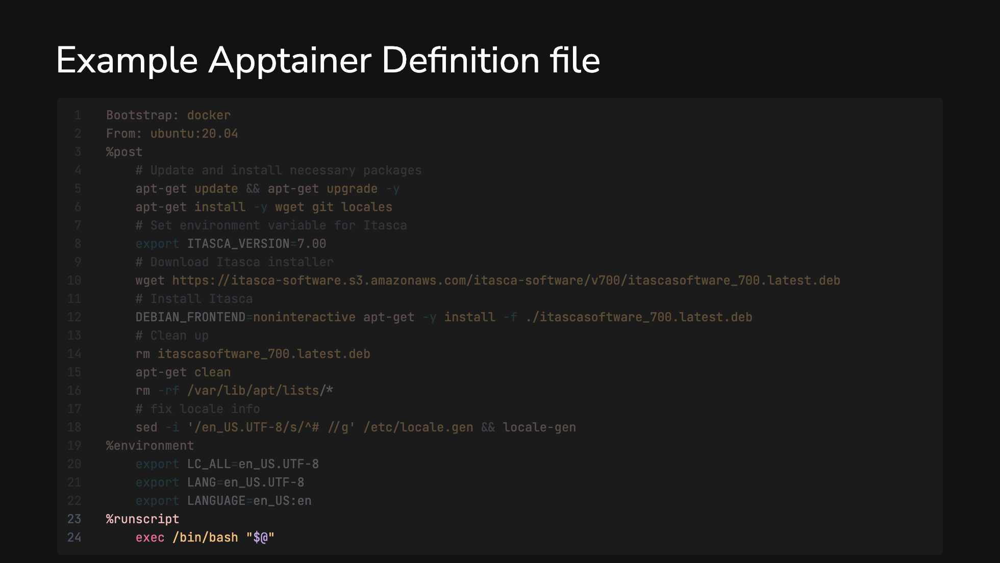 Example Apptainer Definition file
1 Bootstrap: docker
2 From: ubuntu:20.04
3 %post
4 # Update and install necessary packages
5 apt-get update && apt-get upgrade -y
6 apt-get install -y wget git locales
7 # Set environment variable for Itasca
8 export ITASCA_VERSION=7.00
9 # Download Itasca installer
10 wget https://itasca-software.s3.amazonaws.com/itasca-software/v700/itascasoftware_700.latest.deb
11 # Install Itasca
12 DEBIAN_FRONTEND=noninteractive apt-get -y install -f ./itascasoftware_700.latest.deb
13 # Clean up
14 rm itascasoftware_700.latest.deb
15 apt-get clean
16 rm -rf /var/lib/apt/lists/*
17 # fix locale info
18 sed -i '/en_US.UTF-8/s/^# //g' /etc/locale.gen && locale-gen
19 %environment
20 export LC_ALL=en_US.UTF-8
21 export LANG=en_US.UTF-8
22 export LANGUAGE=en_US:en
23 %runscript
24 exec /bin/bash "$@"